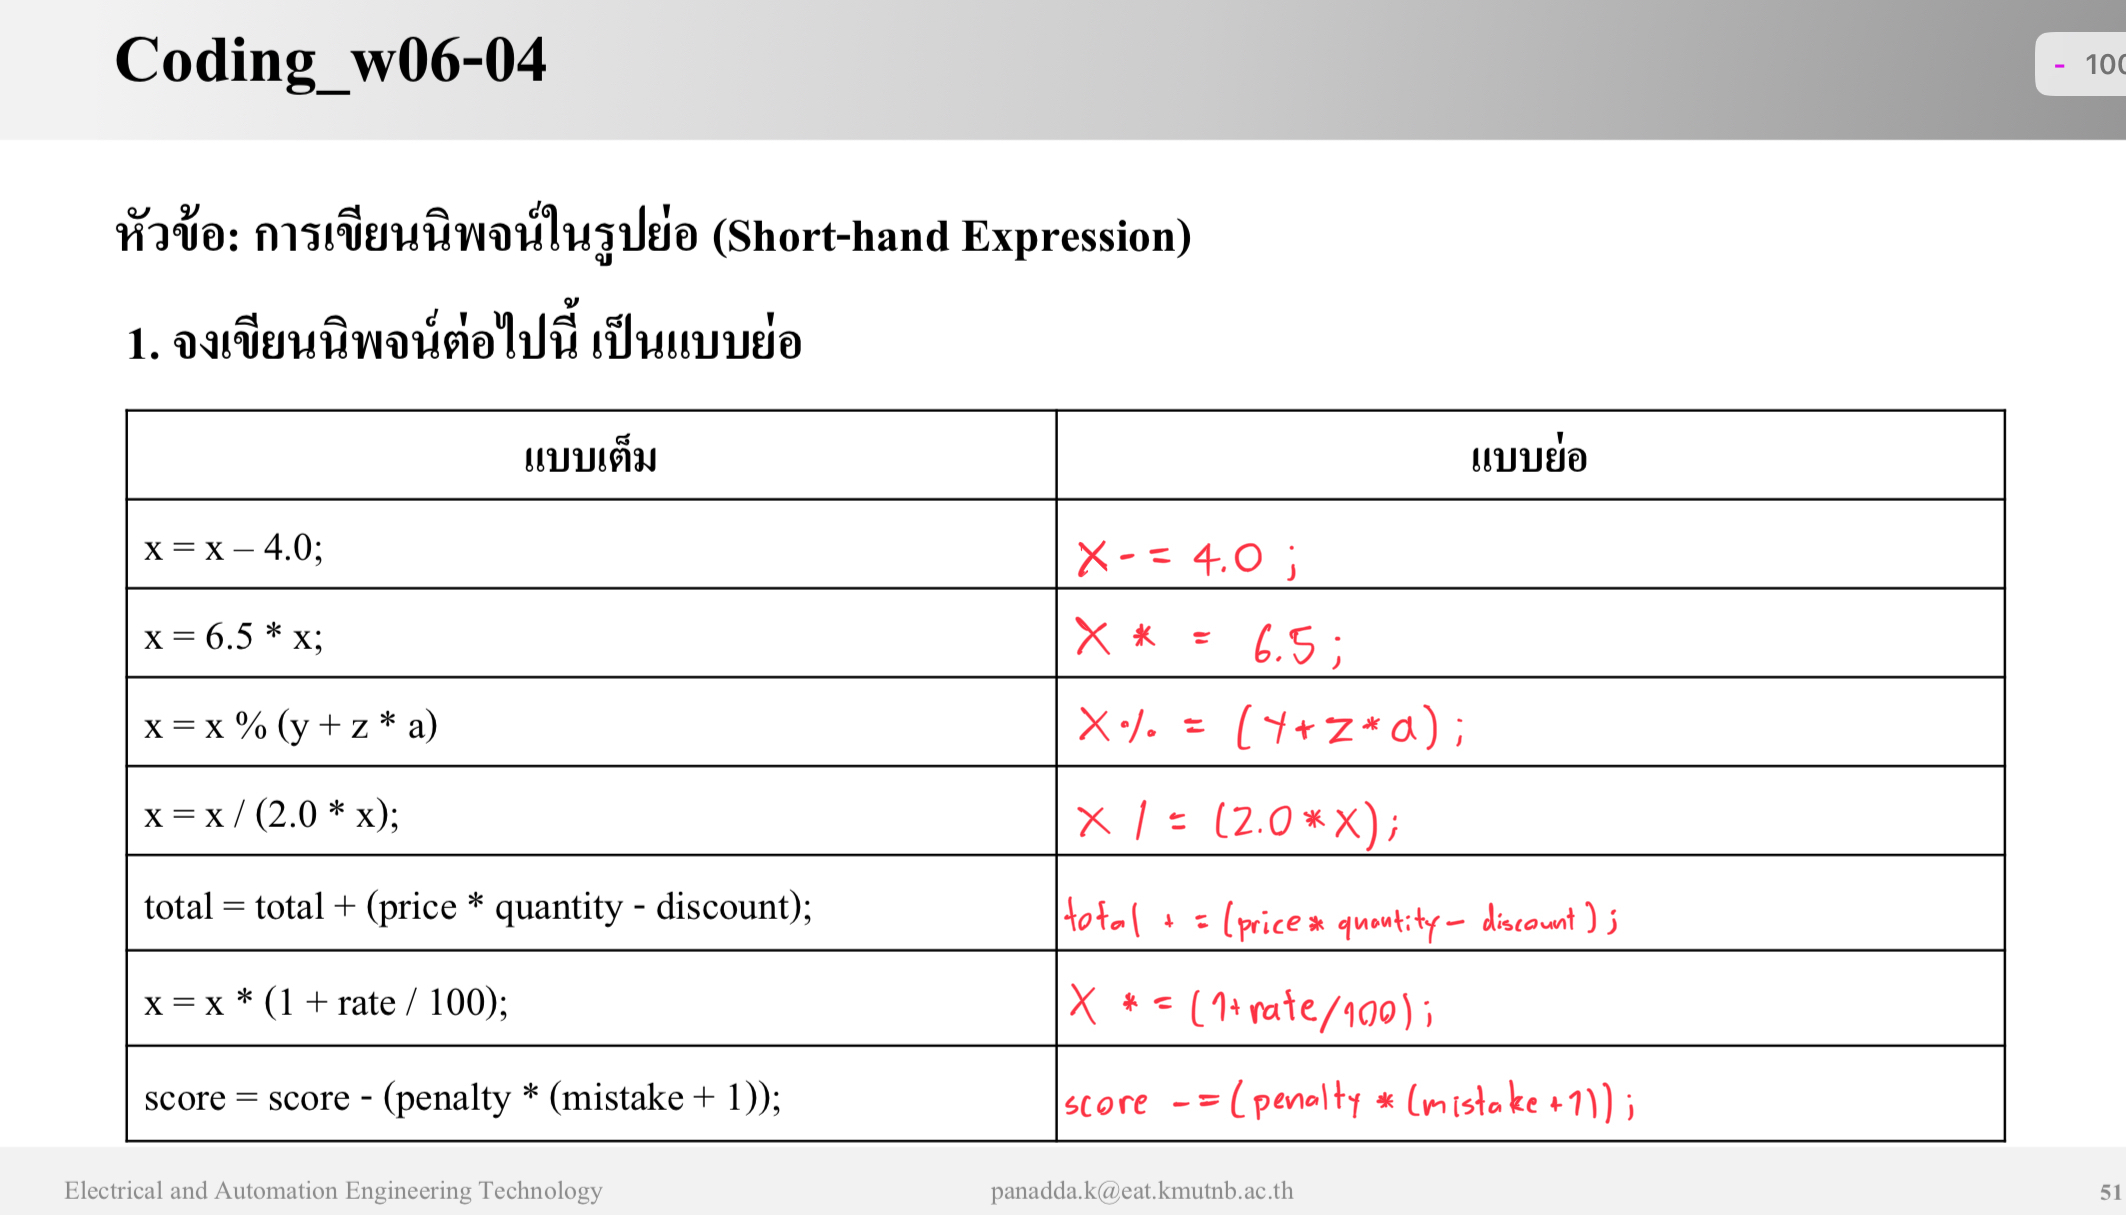 Coding_w06-04
- 100
หัวข้อ: การเขียนนิพจน์ในรูปย่อ (Short-hand Expression)
1. จงเขียนนิพจน์ต่อไปนี้ เป็นแบบย่อ
แบบเต็ม แบบย่อ
x = x – 4.0; X -= 4.0 ;
x = 6.5 * x; X * = 6.5 ;
x = x % (y + z * a) X % = (Y+z*a) ;
x = x / (2.0 * x); X / = (2.0 * X) ;
total = total + (price * quantity - discount); total + = (price * quantity - discount) ;
x = x * (1 + rate / 100); X * = (1+rate/100) ;
score = score - (penalty * (mistake + 1)); score -= (penalty * (mistake +1)) ;
Electrical and Automation Engineering Technology panadda.k@eat.kmutnb.ac.th 51